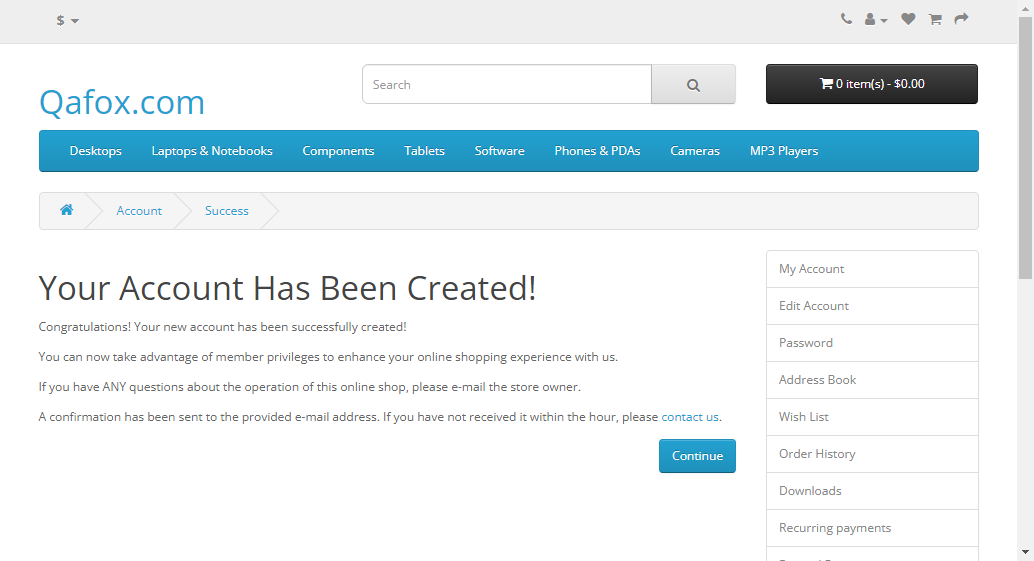 $
Qafox.com
Search
0 item(s) - $0.00
Desktops
Laptops & Notebooks
Components
Tablets
Software
Phones & PDAs
Cameras
MP3 Players
Account
Success
Your Account Has Been Created!
Congratulations! Your new account has been successfully created!
You can now take advantage of member privileges to enhance your online shopping experience with us.
If you have ANY questions about the operation of this online shop, please e-mail the store owner.
A confirmation has been sent to the provided e-mail address. If you have not received it within the hour, please contact us.
Continue
My Account
Edit Account
Password
Address Book
Wish List
Order History
Downloads
Recurring payments